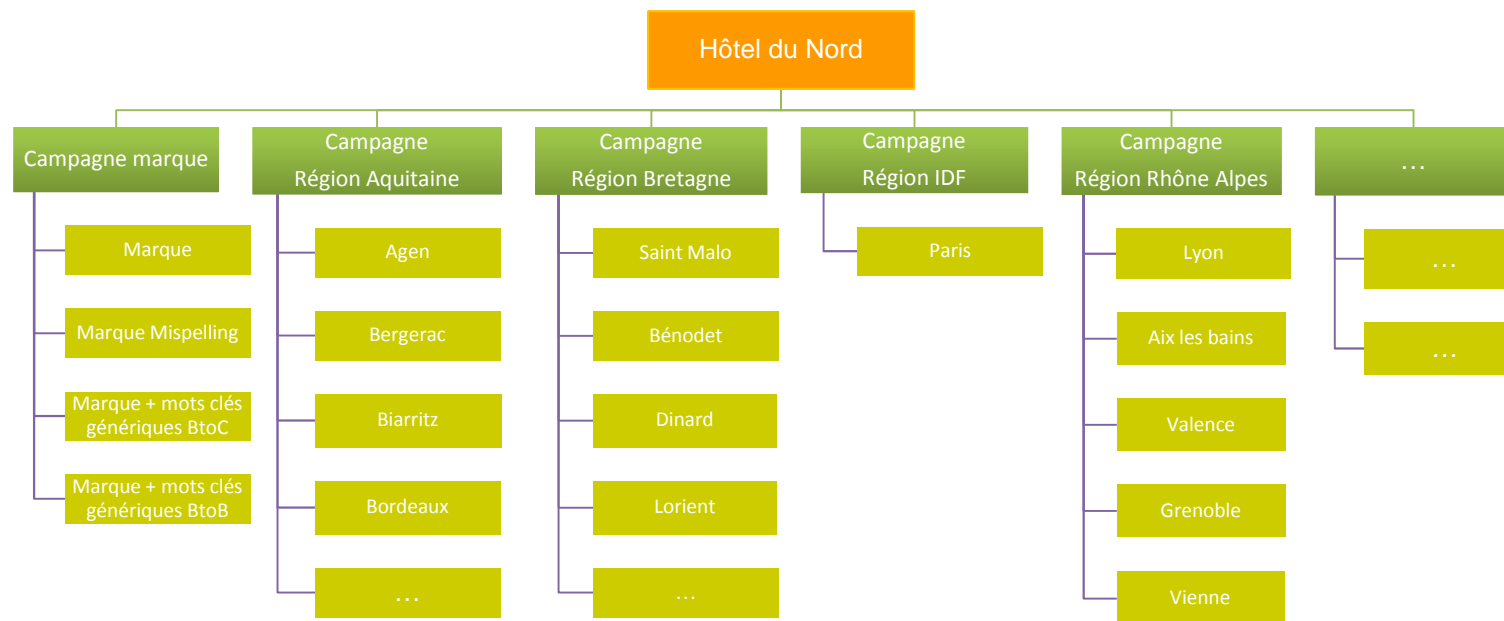 Hôtel du Nord
Campagne marque
Marque
Marque Mispelling
Marque + mots clés
génériques BtoC
Marque + mots clés
génériques BtoB
Campagne
Région Aquitaine
Agen
Bergerac
Biarritz
Bordeaux
…
Campagne
Région Bretagne
Saint Malo
Bénodet
Dinard
Lorient
…
Campagne
Région IDF
Paris
Campagne
Région Rhône Alpes
Lyon
Aix les bains
Valence
Grenoble
Vienne
…
…
…